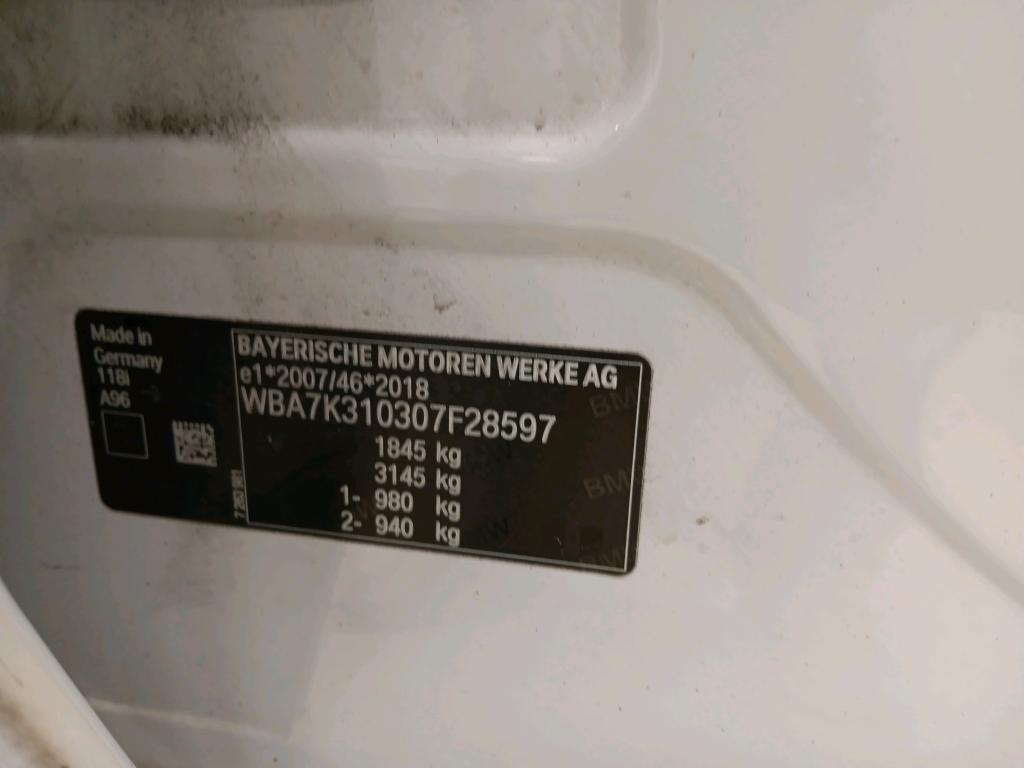 Made in
Germany
118i
A96
BAYERISCHE MOTOREN WERKE AG
e1*2007/46*2018
WBA7K310307F28597
1845 kg
3145 kg
1- 980 kg
2- 940 kg